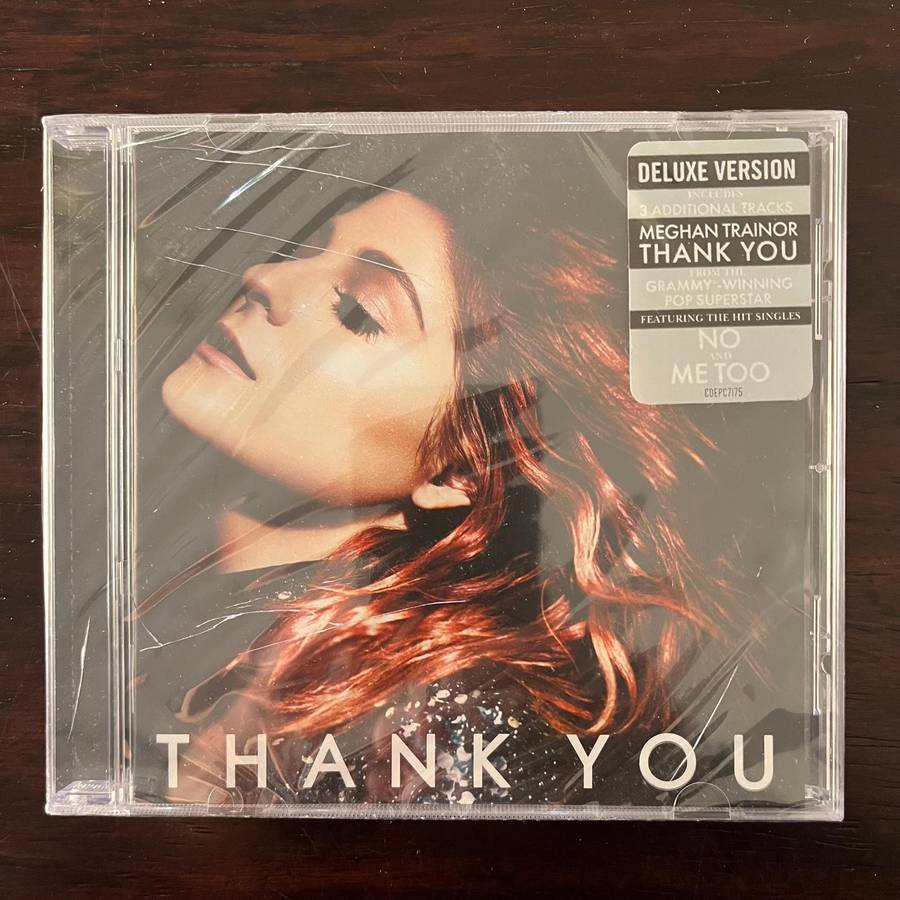 DELUXE VERSION
INCLUDES
3 ADDITIONAL TRACKS
MEGHAN TRAINOR
THANK YOU
FROM THE
GRAMMY®-WINNING
POP SUPERSTAR
FEATURING THE HIT SINGLES
NO
AND
ME TOO
CDEPC7175
THANK YOU